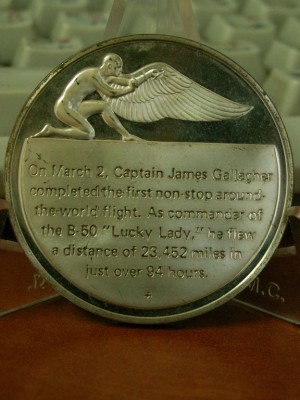 On March 2, Captain James Gallagher
completed the first non-stop around-
the-world flight. As commander of
the B-50 "Lucky Lady," he flew
a distance of 23,452 miles in
just over 94 hours.
M.C.